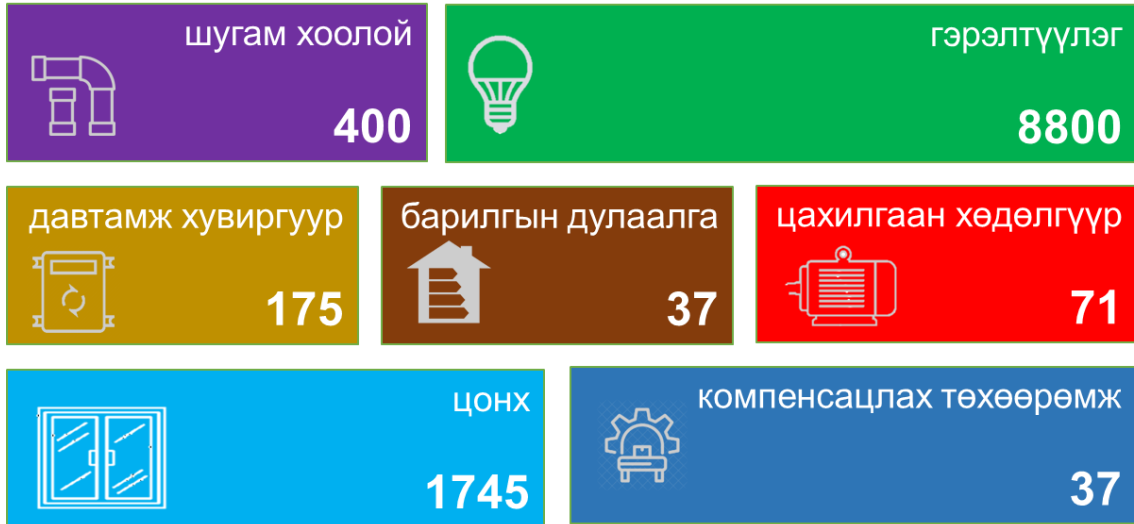 шугам хоолой
400
гэрэлтүүлэг
8800
давтамж хувиргуур
175
барилгын дулаалга
37
цахилгаан хөдөлгүүр
71
цонх
1745
компенсацлах төхөөрөмж
37